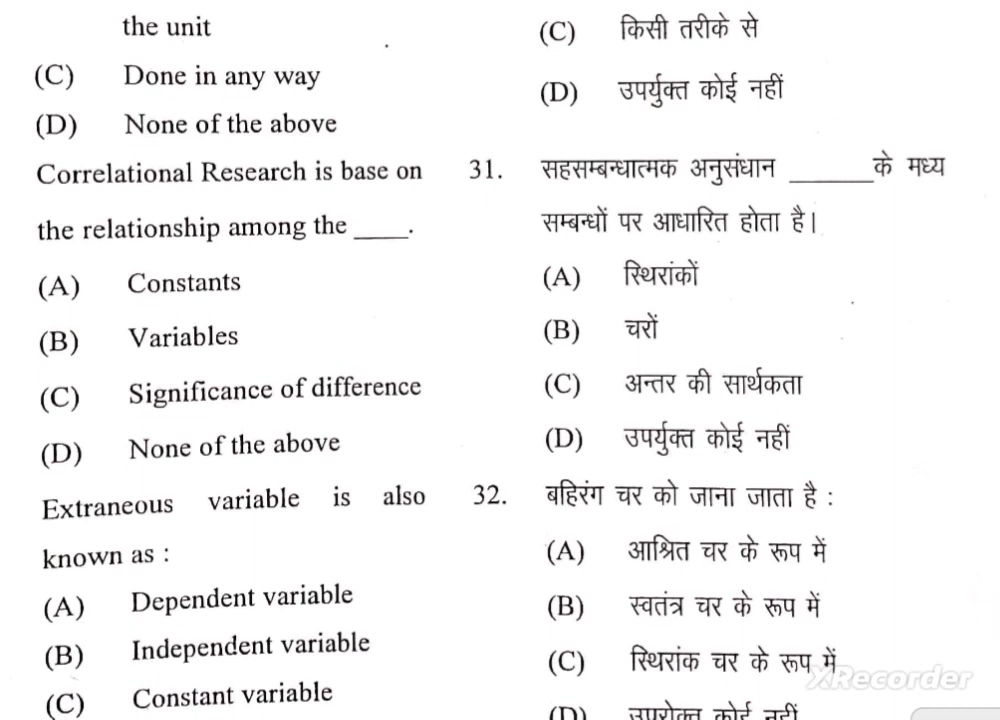 the unit
(C) Done in any way
(D) None of the above
Correlational Research is base on
the relationship among the ____.
(A) Constants
(B) Variables
(C) Significance of difference
(D) None of the above
Extraneous variable is also
known as :
(A) Dependent variable
(B) Independent variable
(C) Constant variable
(C) किसी तरीके से
(D) उपर्युक्त कोई नहीं
31. सहसम्बन्धात्मक अनुसंधान ______के मध्य
सम्बन्धों पर आधारित होता है।
(A) स्थिरांकों
(B) चरों
(C) अन्तर की सार्थकता
(D) उपर्युक्त कोई नहीं
32. बहिरंग चर को जाना जाता है :
(A) आश्रित चर के रूप में
(B) स्वतंत्र चर के रूप में
(C) स्थिरांक चर के रूप में
(D) उपरोक्त कोई नहीं
XRecorder